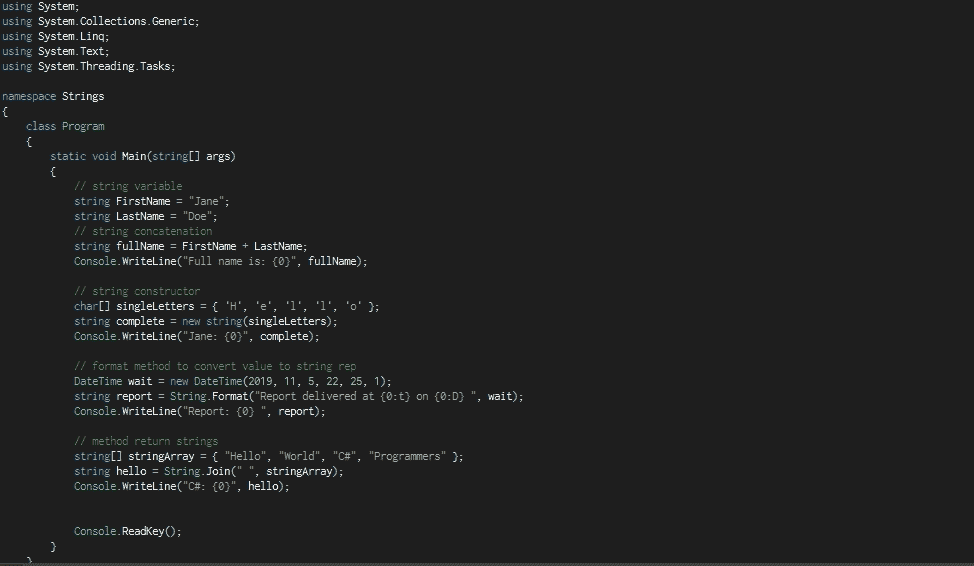 using System;
using System.Collections.Generic;
using System.Linq;
using System.Text;
using System.Threading.Tasks;
namespace Strings
{
class Program
{
static void Main(string[] args)
{
// string variable
string FirstName = "Jane";
string LastName = "Doe";
// string concatenation
string fullName = FirstName + LastName;
Console.WriteLine("Full name is: {0}", fullName);
// string constructor
char[] singleLetters = { 'H', 'e', 'l', 'l', 'o' };
string complete = new string(singleLetters);
Console.WriteLine("Jane: {0}", complete);
// format method to convert value to string rep
DateTime wait = new DateTime(2019, 11, 5, 22, 25, 1);
string report = String.Format("Report delivered at {0:t} on {0:D} ", wait);
Console.WriteLine("Report: {0} ", report);
// method return strings
string[] stringArray = { "Hello", "World", "C#", "Programmers" };
string hello = String.Join(" ", stringArray);
Console.WriteLine("C#: {0}", hello);
Console.ReadKey();
}
}